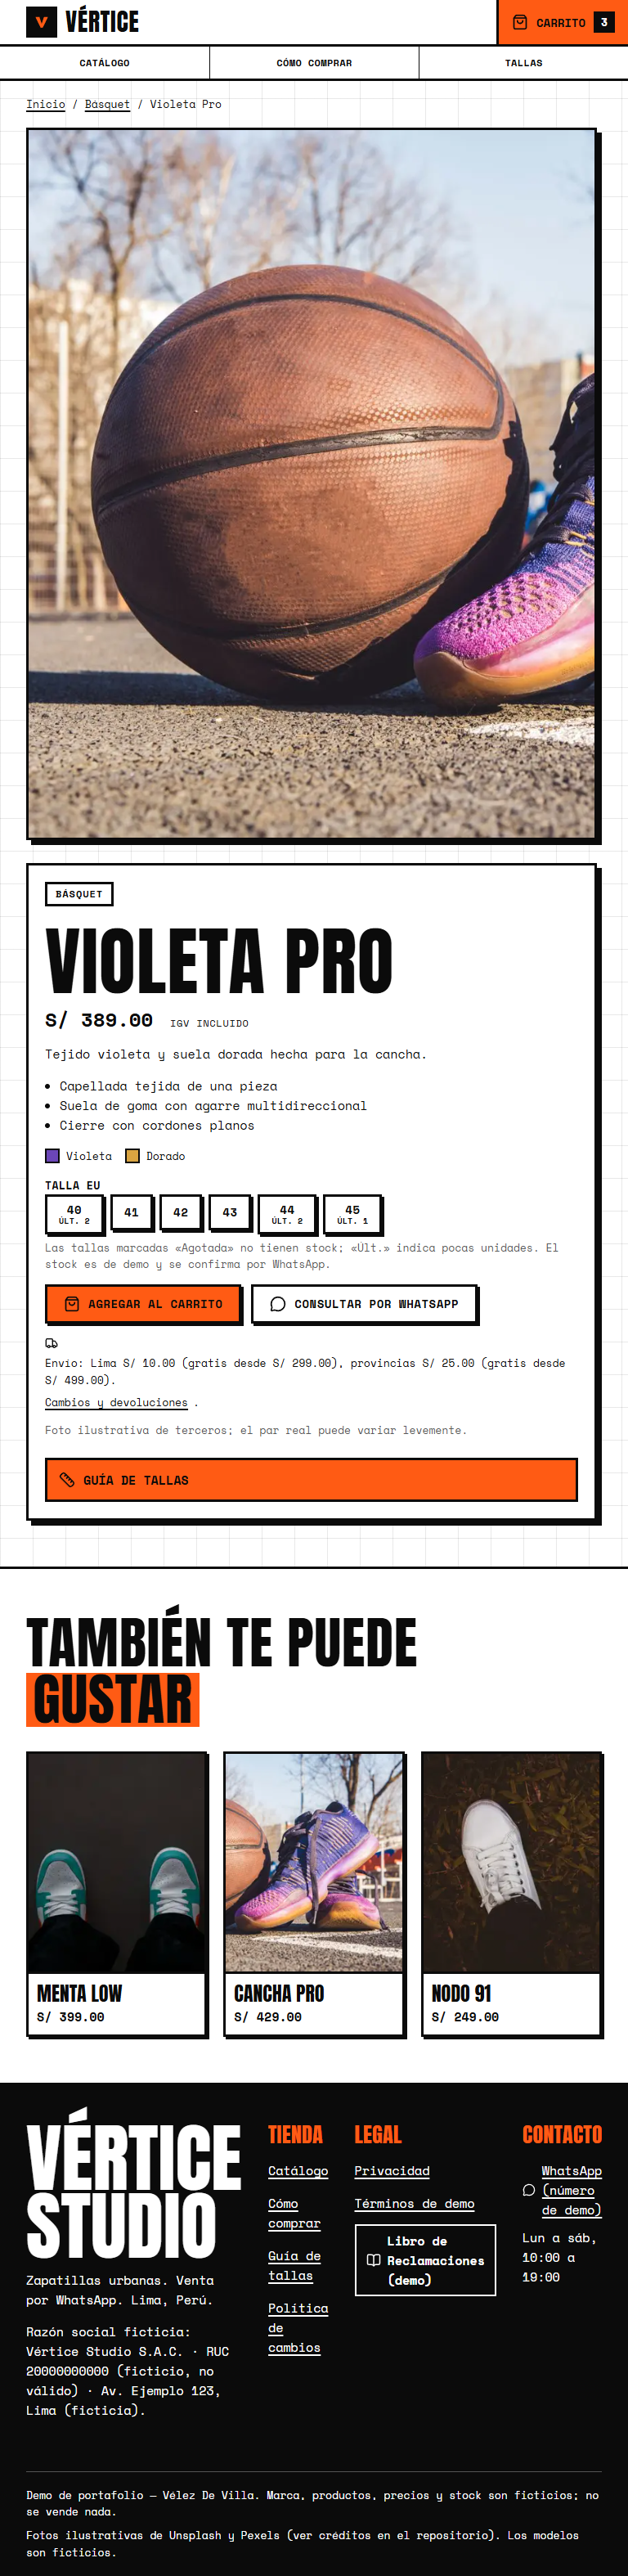 V VÉRTICE
CARRITO 3
CATÁLOGO
CÓMO COMPRAR
TALLAS
Inicio / Básquet / Violeta Pro
BÁSQUET
VIOLETA PRO
S/ 389.00 IGV INCLUIDO
Tejido violeta y suela dorada hecha para la cancha.
• Capellada tejida de una pieza
• Suela de goma con agarre multidireccional
• Cierre con cordones planos
Violeta Dorado
TALLA EU
40
ÚLT. 2
41
42
43
44
ÚLT. 2
45
ÚLT. 1
Las tallas marcadas «Agotada» no tienen stock; «Últ.» indica pocas unidades. El
stock es de demo y se confirma por WhatsApp.
AGREGAR AL CARRITO
CONSULTAR POR WHATSAPP
Envío: Lima S/ 10.00 (gratis desde S/ 299.00), provincias S/ 25.00 (gratis desde
S/ 499.00).
Cambios y devoluciones .
Foto ilustrativa de terceros; el par real puede variar levemente.
GUÍA DE TALLAS
TAMBIÉN TE PUEDE
GUSTAR
MENTA LOW
S/ 399.00
CANCHA PRO
S/ 429.00
NODO 91
S/ 249.00
VÉRTICE
STUDIO
Zapatillas urbanas. Venta
por WhatsApp. Lima, Perú.
Razón social ficticia:
Vértice Studio S.A.C. · RUC
20000000000 (ficticio, no
válido) · Av. Ejemplo 123,
Lima (ficticia).
TIENDA
Catálogo
Cómo
comprar
Guía de
tallas
Política
de
cambios
LEGAL
Privacidad
Términos de demo
Libro de
Reclamaciones
(demo)
CONTACTO
WhatsApp
(número
de demo)
Lun a sáb,
10:00 a
19:00
Demo de portafolio — Vélez De Villa. Marca, productos, precios y stock son ficticios; no
se vende nada.
Fotos ilustrativas de Unsplash y Pexels (ver créditos en el repositorio). Los modelos
son ficticios.